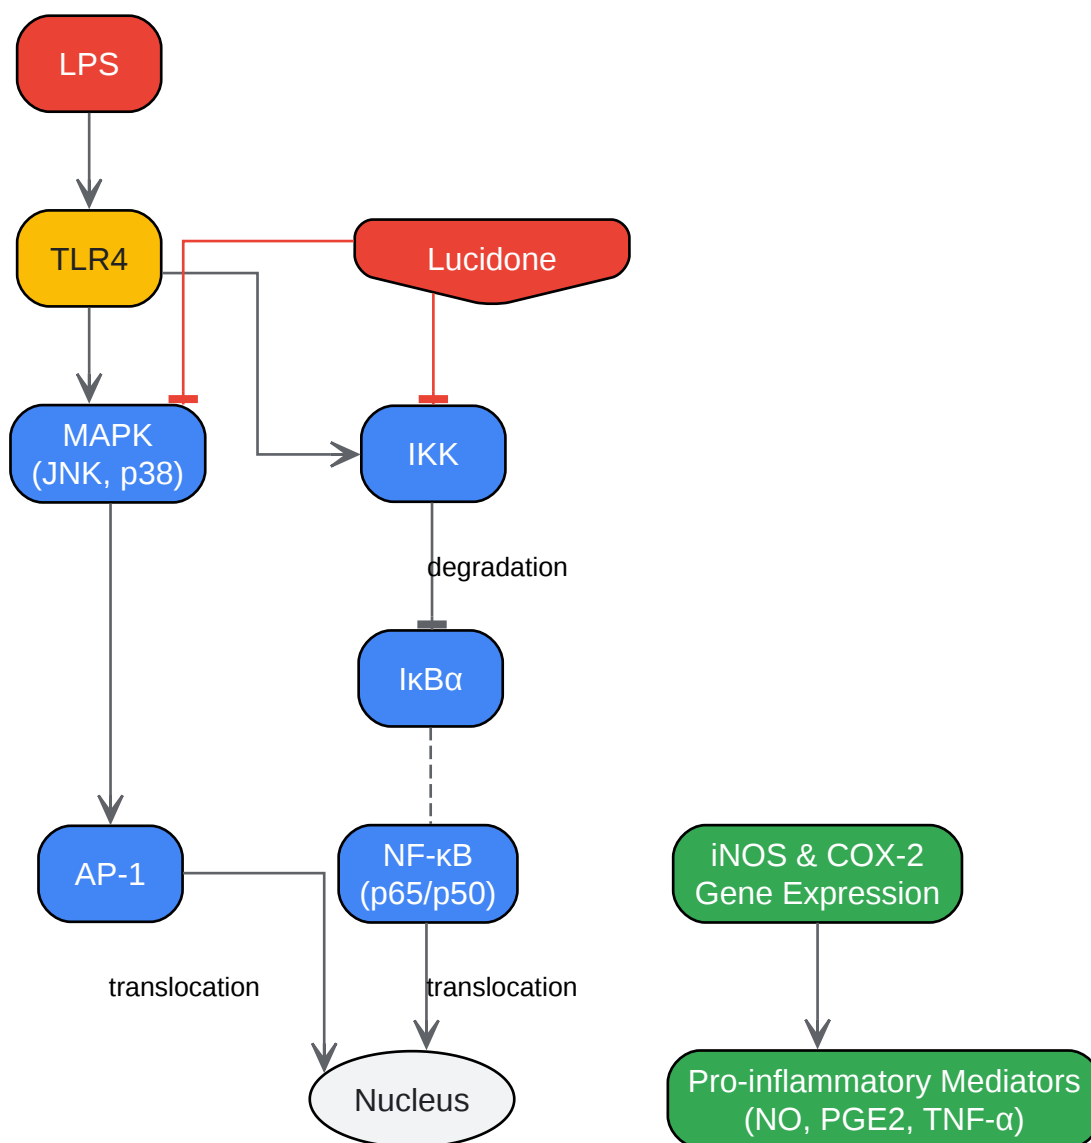 LPS
TLR4
Lucidone
MAPK
(JNK, p38)
IKK
degradation
IκBα
AP-1
NF-κB
(p65/p50)
iNOS & COX-2
Gene Expression
translocation
translocation
Nucleus
Pro-inflammatory Mediators
(NO, PGE2, TNF-α)